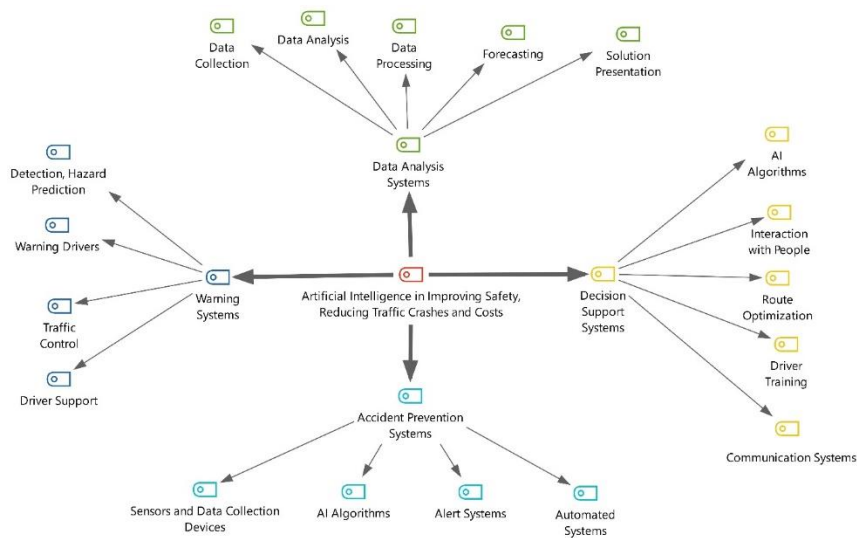 Data
Collection
Data Analysis
Data
Processing
Forecasting
Solution
Presentation
Data Analysis
Systems
Detection, Hazard
Prediction
Warning Drivers
Traffic
Control
Driver Support
Warning
Systems
Artificial Intelligence in Improving Safety,
Reducing Traffic Crashes and Costs
Decision
Support
Systems
AI
Algorithms
Interaction
with People
Route
Optimization
Driver
Training
Communication Systems
Accident Prevention
Systems
Sensors and Data Collection
Devices
AI Algorithms
Alert Systems
Automated
Systems